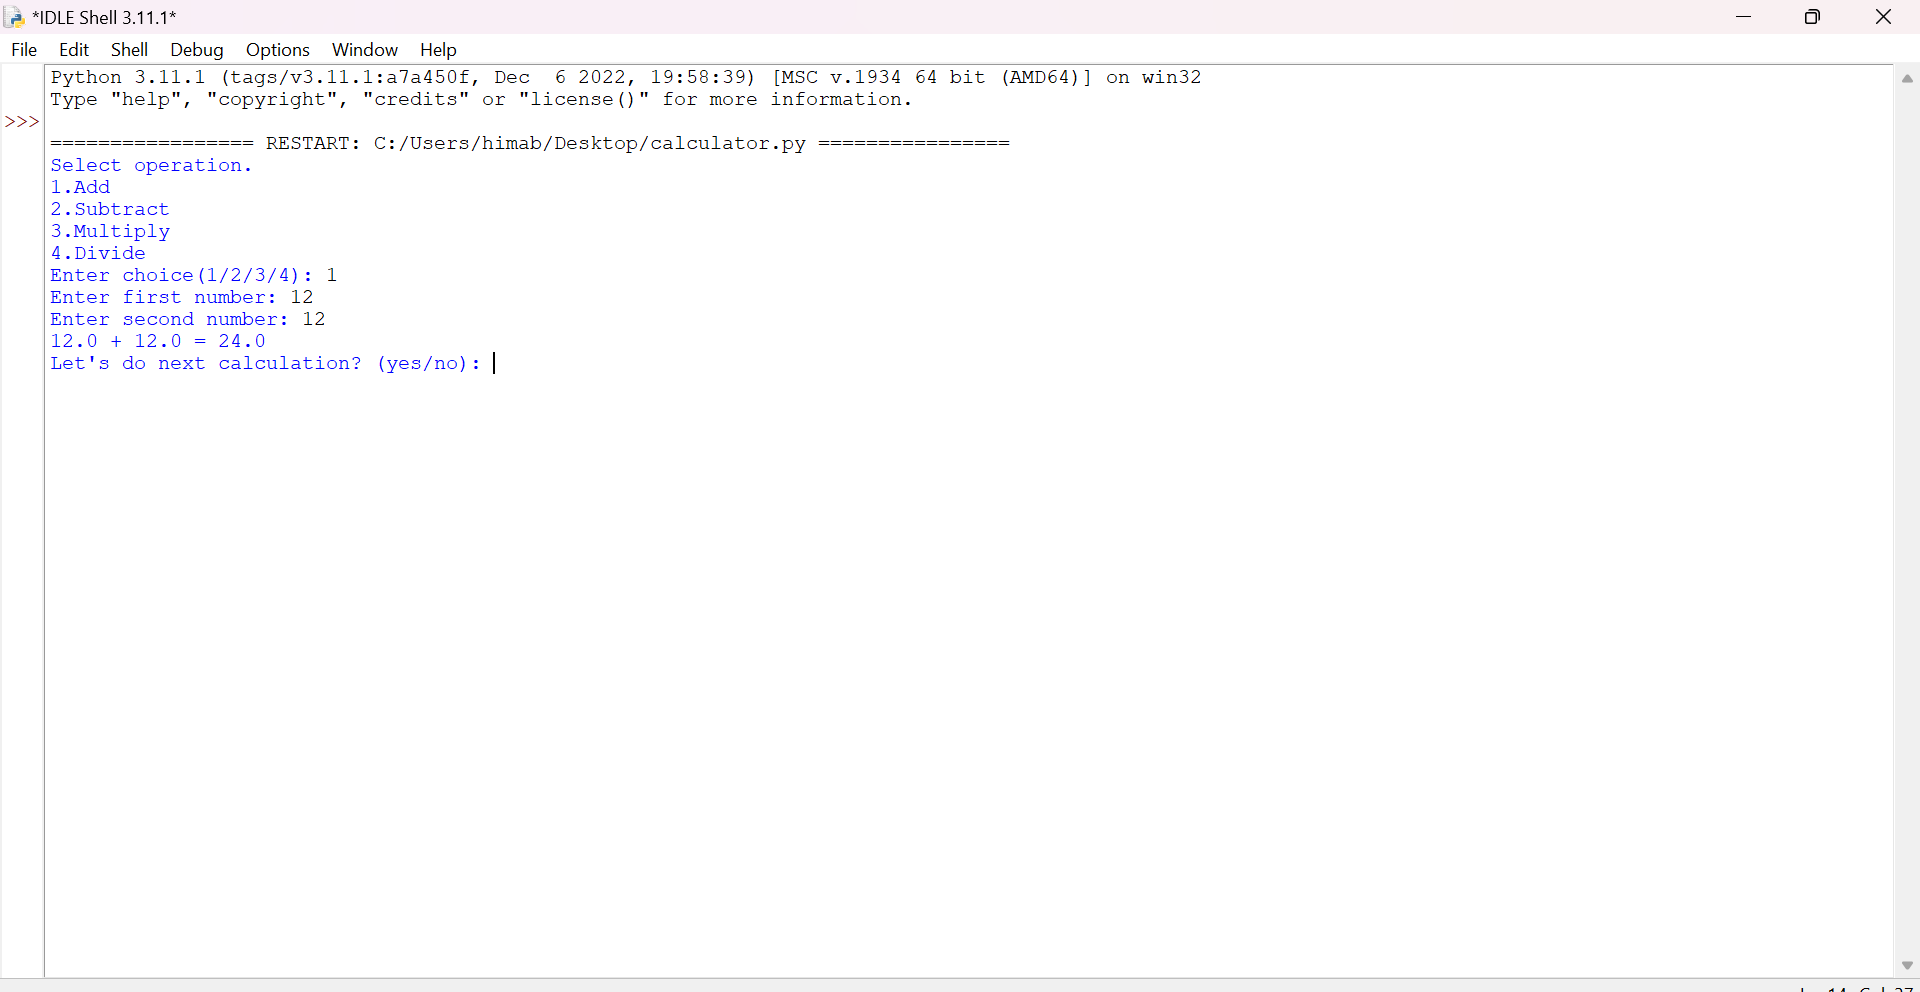 *IDLE Shell 3.11.1*
File Edit Shell Debug Options Window Help
Python 3.11.1 (tags/v3.11.1:a7a450f, Dec  6 2022, 19:58:39) [MSC v.1934 64 bit (AMD64)] on win32
Type "help", "copyright", "credits" or "license()" for more information.
>>>
================= RESTART: C:/Users/himab/Desktop/calculator.py ================
Select operation.
1.Add
2.Subtract
3.Multiply
4.Divide
Enter choice(1/2/3/4): 1
Enter first number: 12
Enter second number: 12
12.0 + 12.0 = 24.0
Let's do next calculation? (yes/no):